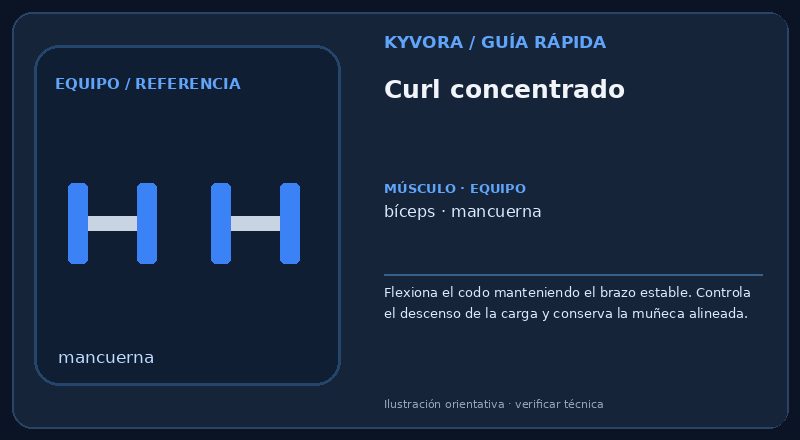 EQUIPO / REFERENCIA
mancuerna
KYVORA / GUÍA RÁPIDA
Curl concentrado
MÚSCULO · EQUIPO
bíceps · mancuerna
Flexiona el codo manteniendo el brazo estable. Controla
el descenso de la carga y conserva la muñeca alineada.
Ilustración orientativa · verificar técnica